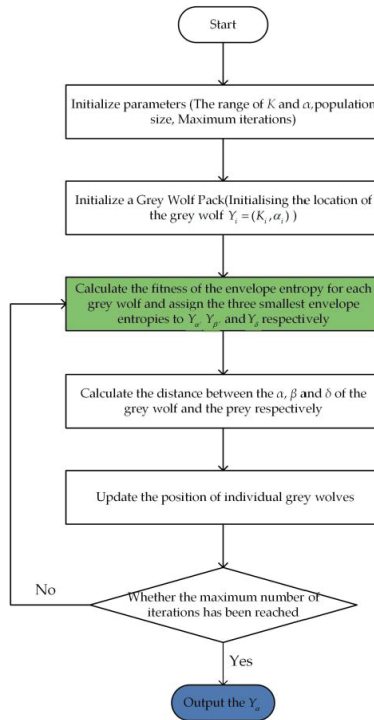 Start
Initialize parameters (The range of K and α,population
size, Maximum iterations)
Initialize a Grey Wolf Pack(Initialising the location of
the grey wolf Yᵢ = (Kᵢ,αᵢ) )
Calculate the fitness of the envelope entropy for each
grey wolf and assign the three smallest envelope
entropies to Y_α, Y_β, and Y_δ respectively
Calculate the distance between the α, β and δ of the
grey wolf and the prey respectively
Update the position of individual grey wolves
Whether the maximum number of
iterations has been reached
No
Yes
Output the Y_α